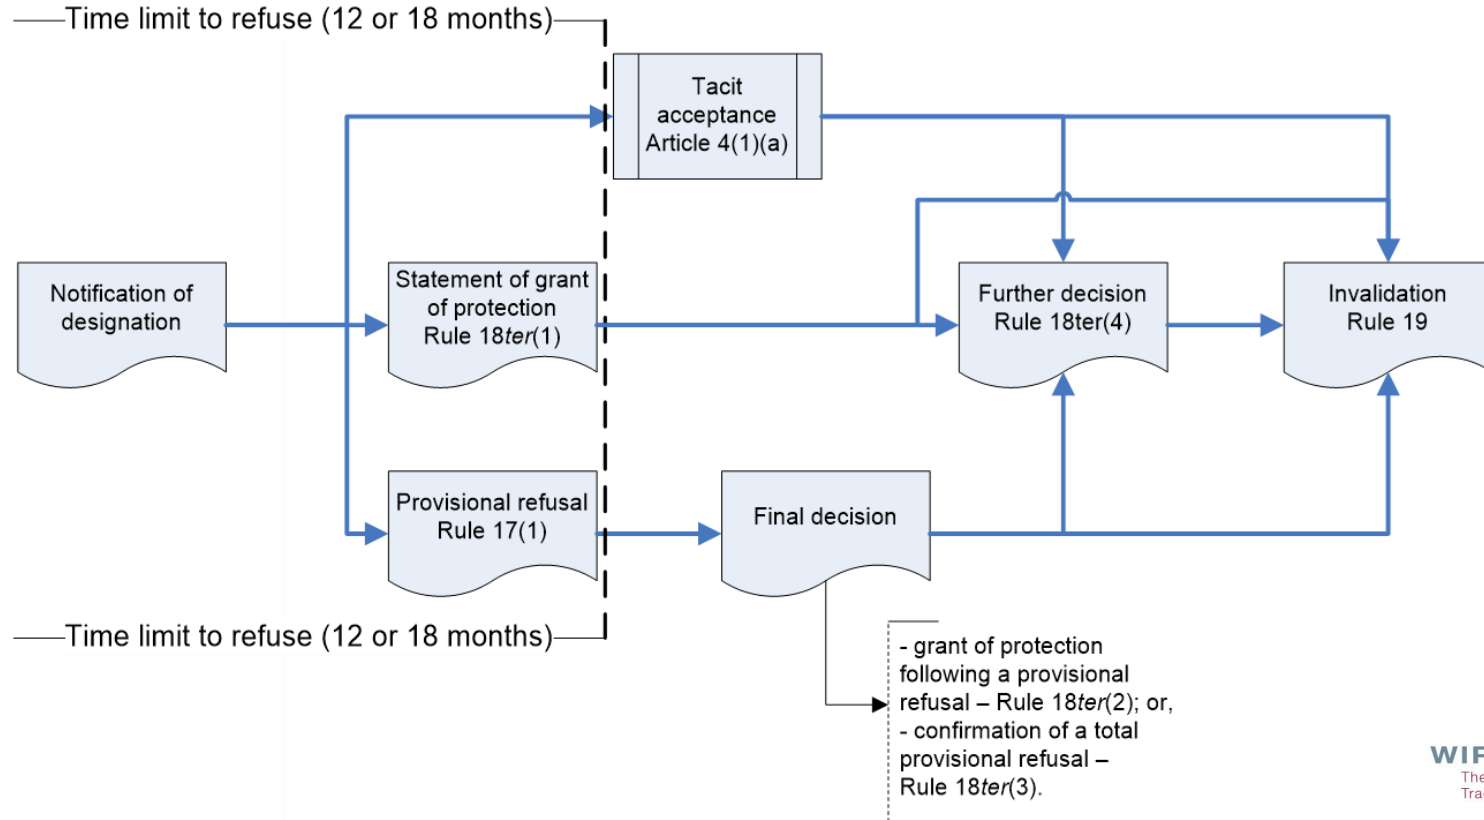 Time limit to refuse (12 or 18 months)
Tacit
acceptance
Article 4(1)(a)
Notification of
designation
Statement of grant
of protection
Rule 18ter(1)
Further decision
Rule 18ter(4)
Invalidation
Rule 19
Provisional refusal
Rule 17(1)
Final decision
Time limit to refuse (12 or 18 months)
- grant of protection
following a provisional
refusal – Rule 18ter(2); or,
- confirmation of a total
provisional refusal –
Rule 18ter(3).
The